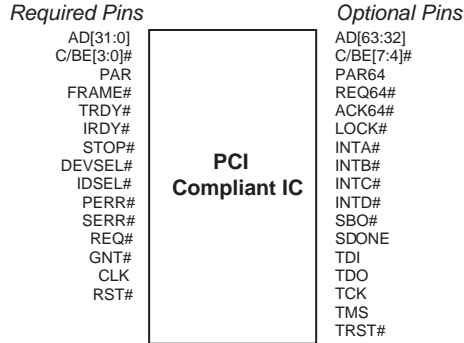 Required Pins
AD[31:0]
C/BE[3:0]#
PAR
FRAME#
TRDY#
IRDY#
STOP#
DEVSEL#
IDSEL#
PERR#
SERR#
REQ#
GNT#
CLK
RST#
PCI
Compliant IC
Optional Pins
AD[63:32]
C/BE[7:4]#
PAR64
REQ64#
ACK64#
LOCK#
INTA#
INTB#
INTC#
INTD#
SBO#
SDONE
TDI
TDO
TCK
TMS
TRST#